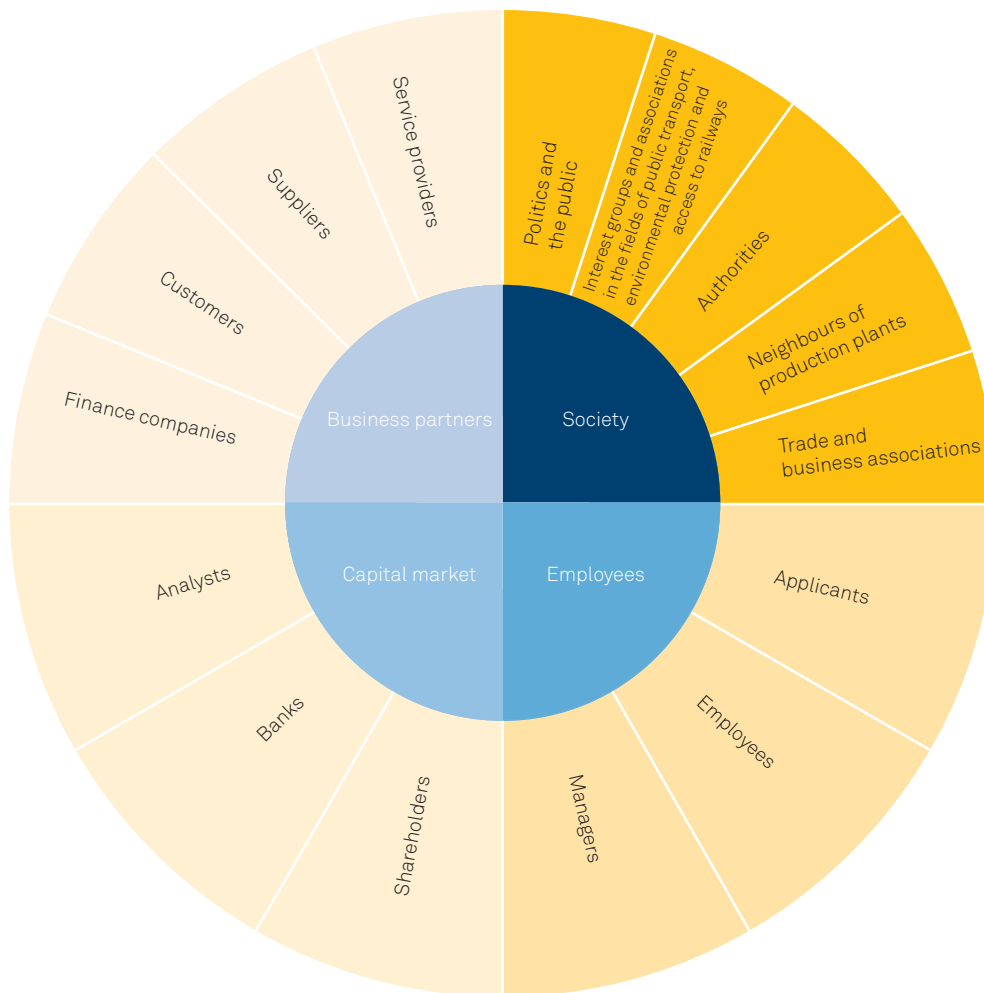 Service providers
Suppliers
Customers
Finance companies
Business partners
Politics and
the public
Interest groups and associations
in the fields of public transport,
environmental protection and
access to railways
Authorities
Neighbours of
production plants
Trade and
business associations
Society
Capital market
Analysts
Banks
Shareholders
Employees
Applicants
Employees
Managers